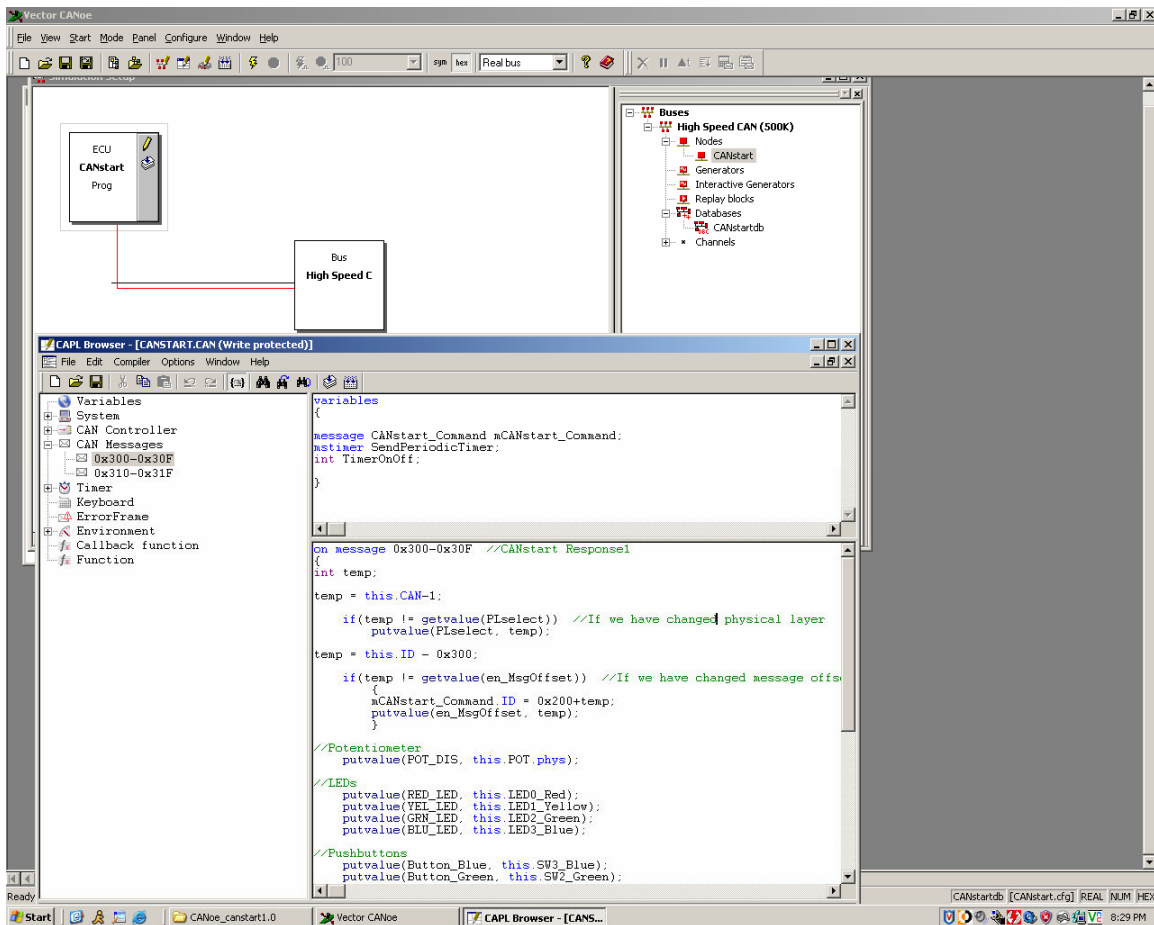 Vector CANoe
File View Start Mode Panel Configure Window Help
100 sym hex Real bus
Simulation Setup
ECU
CANstart
Prog
Bus
High Speed C
Buses
High Speed CAN (500K)
Nodes
CANstart
Generators
Interactive Generators
Replay blocks
Databases
CANstartdb
Channels
CAPL Browser - [CANSTART.CAN (Write protected)]
File Edit Compiler Options Window Help
Variables
System
CAN Controller
CAN Messages
0x300-0x30F
0x310-0x31F
Timer
Keyboard
ErrorFrame
Environment
Callback function
Function
variables
{
message CANstart_Command mCANstart_Command;
mstimer SendPeriodicTimer;
int TimerOnOff;
}
on message 0x300-0x30F //CANstart Response1
{
int temp;
temp = this.CAN-1;
if(temp != getvalue(PLselect)) //If we have changed physical layer
putvalue(PLselect, temp);
temp = this.ID - 0x300;
if(temp != getvalue(en_MsgOffset)) //If we have changed message offs
{
mCANstart_Command.ID = 0x200+temp;
putvalue(en_MsgOffset, temp);
}
//Potentiometer
putvalue(POT_DIS, this.POT.phys);
//LEDs
putvalue(RED_LED, this.LED0_Red);
putvalue(YEL_LED, this.LED1_Yellow);
putvalue(GRN_LED, this.LED2_Green);
putvalue(BLU_LED, this.LED3_Blue);
//Pushbuttons
putvalue(Button_Blue, this.SW3_Blue);
putvalue(Button_Green, this.SW2_Green);
Ready
CANstartdb [CANstart.cfg] REAL NUM HEX
Start CANoe_canstart1.0 Vector CANoe CAPL Browser - [CANS... 8:29 PM